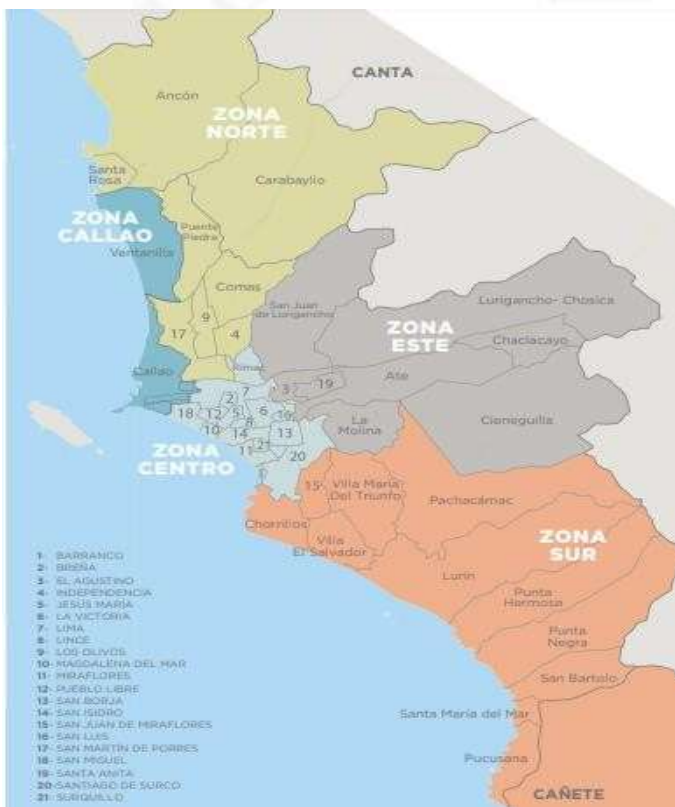 CANTA
Ancón
ZONA
NORTE
Santa
Rosa
Carabayllo
ZONA
CALLAO
Ventanilla
Puente
Piedra
Comas
San Juan
de Lurigancho
Lurigancho- Chosica
9
17
4
ZONA
ESTE
Chaclacayo
Callao
Rimac
3
19
Ate
Cieneguilla
7
2
18
12
5
6
16
8
10
14
13
La
Molina
ZONA
CENTRO
11
21
20
1
15
Villa María
Del Triunfo
Pachacámac
Chorrillos
Villa
El Salvador
ZONA
SUR
Lurín
Punta
Hermosa
Punta
Negra
San Bartolo
Santa María del Mar
Pucusana
CAÑETE
1- BARRANCO
2- BREÑA
3- EL AGUSTINO
4- INDEPENDENCIA
5- JESÚS MARÍA
6- LA VICTORIA
7- LIMA
8- LINCE
9- LOS OLIVOS
10- MAGDALENA DEL MAR
11- MIRAFLORES
12- PUEBLO LIBRE
13- SAN BORJA
14- SAN ISIDRO
15- SAN JUAN DE MIRAFLORES
16- SAN LUIS
17- SAN MARTÍN DE PORRES
18- SAN MIGUEL
19- SANTA ANITA
20- SANTIAGO DE SURCO
21- SURQUILLO